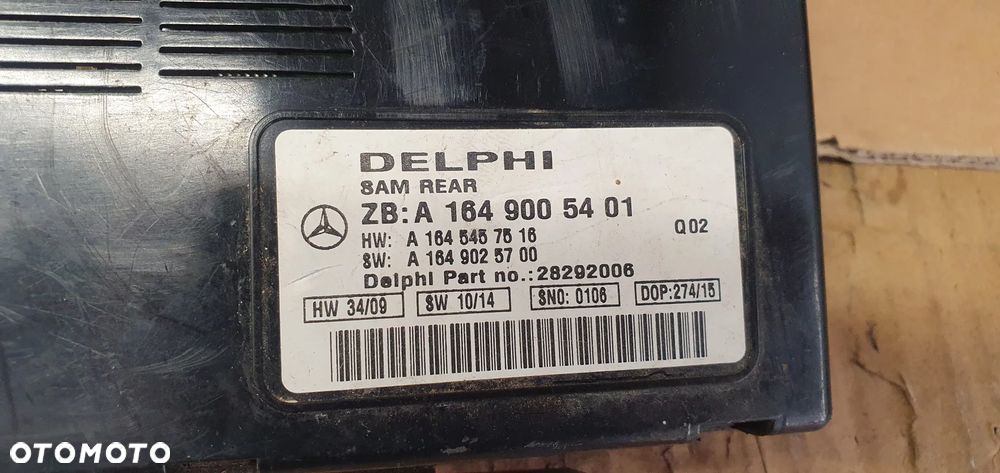 DELPHI
SAM REAR
ZB: A 164 900 54 01
Q02
HW: A 164 545 75 16
SW: A 164 902 57 00
Delphi Part no.:28292006
HW 34/09 SW 10/14 SNO: 0106 DOP:274/15
OTOMOTO